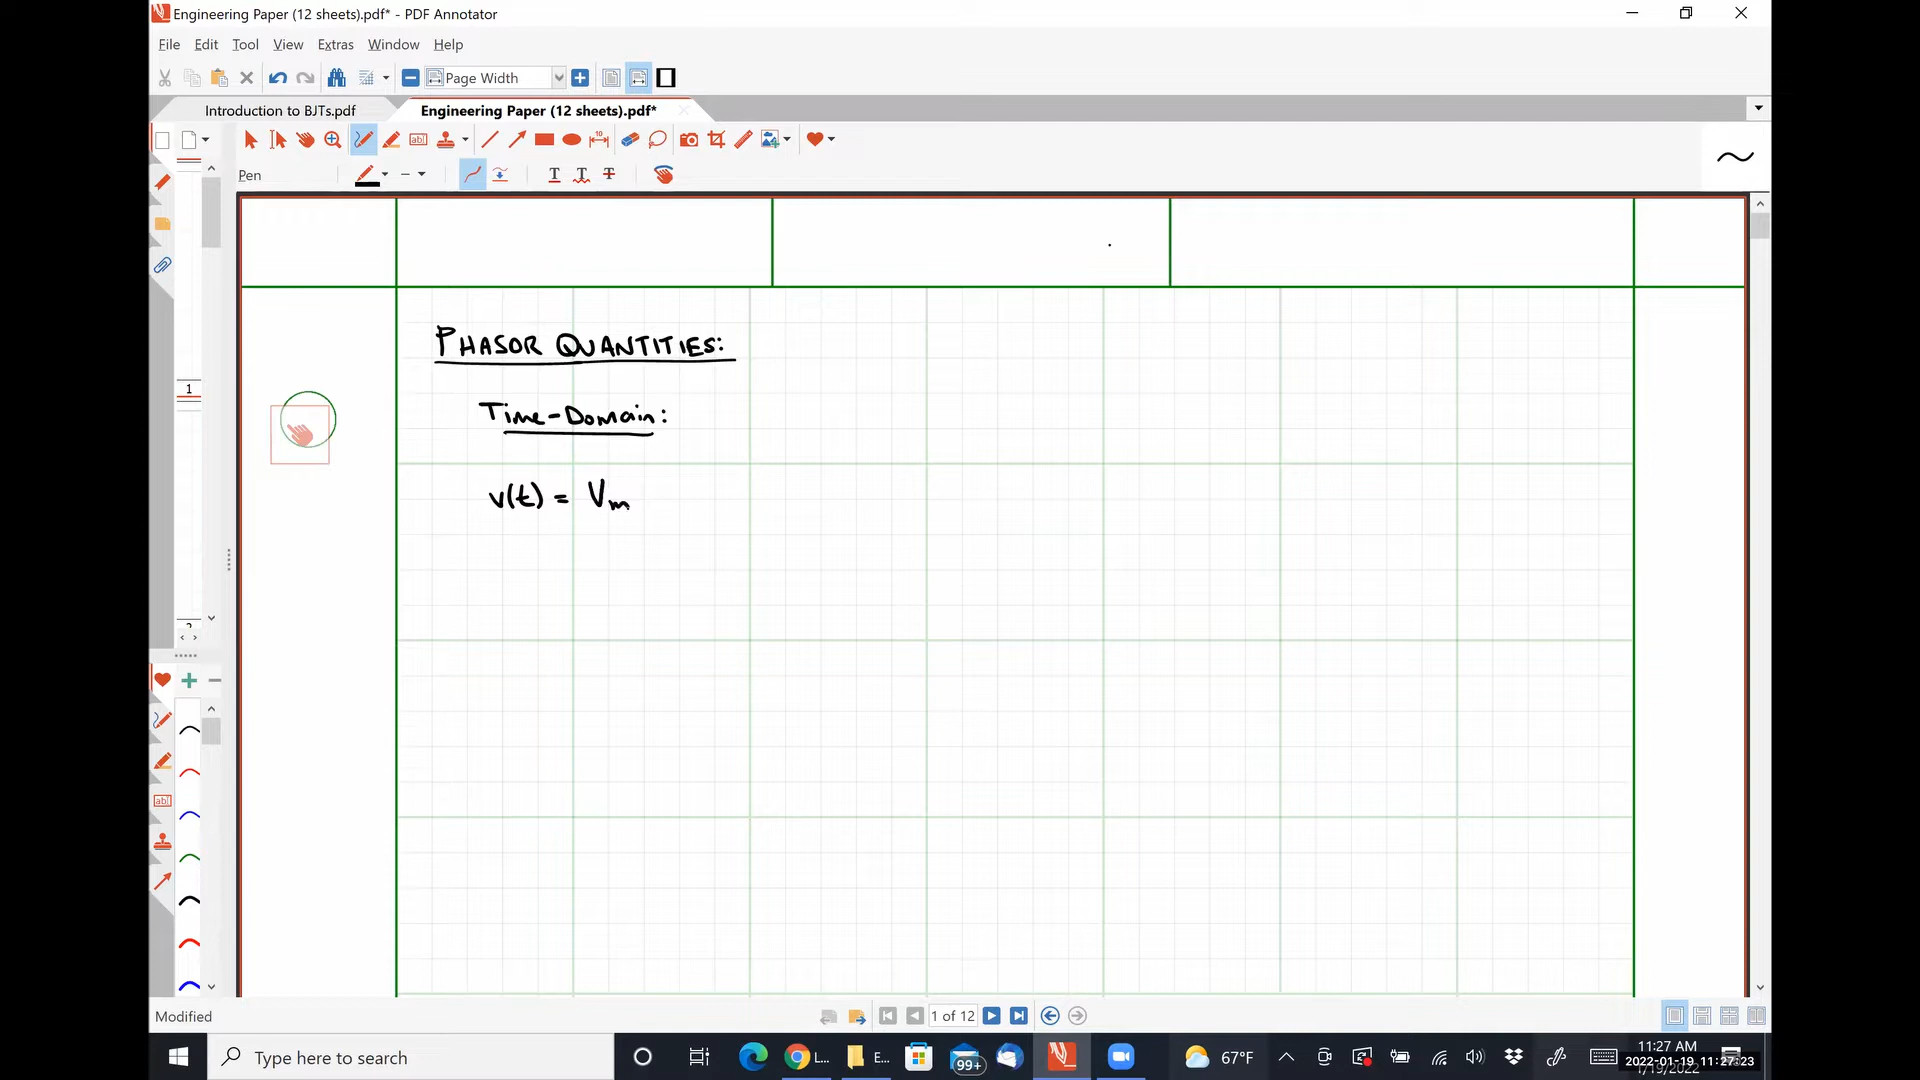 Engineering Paper (12 sheets).pdf* - PDF Annotator
File Edit Tool View Extras Window Help
Page Width
Introduction to BJTs.pdf
Engineering Paper (12 sheets).pdf*
Pen
PHASOR QUANTITIES:
Time-Domain:
v(t) = Vm
1
Modified
1 of 12
Type here to search
L...
E...
99+
67°F
11:27 AM
2022-01-19 11:27:23